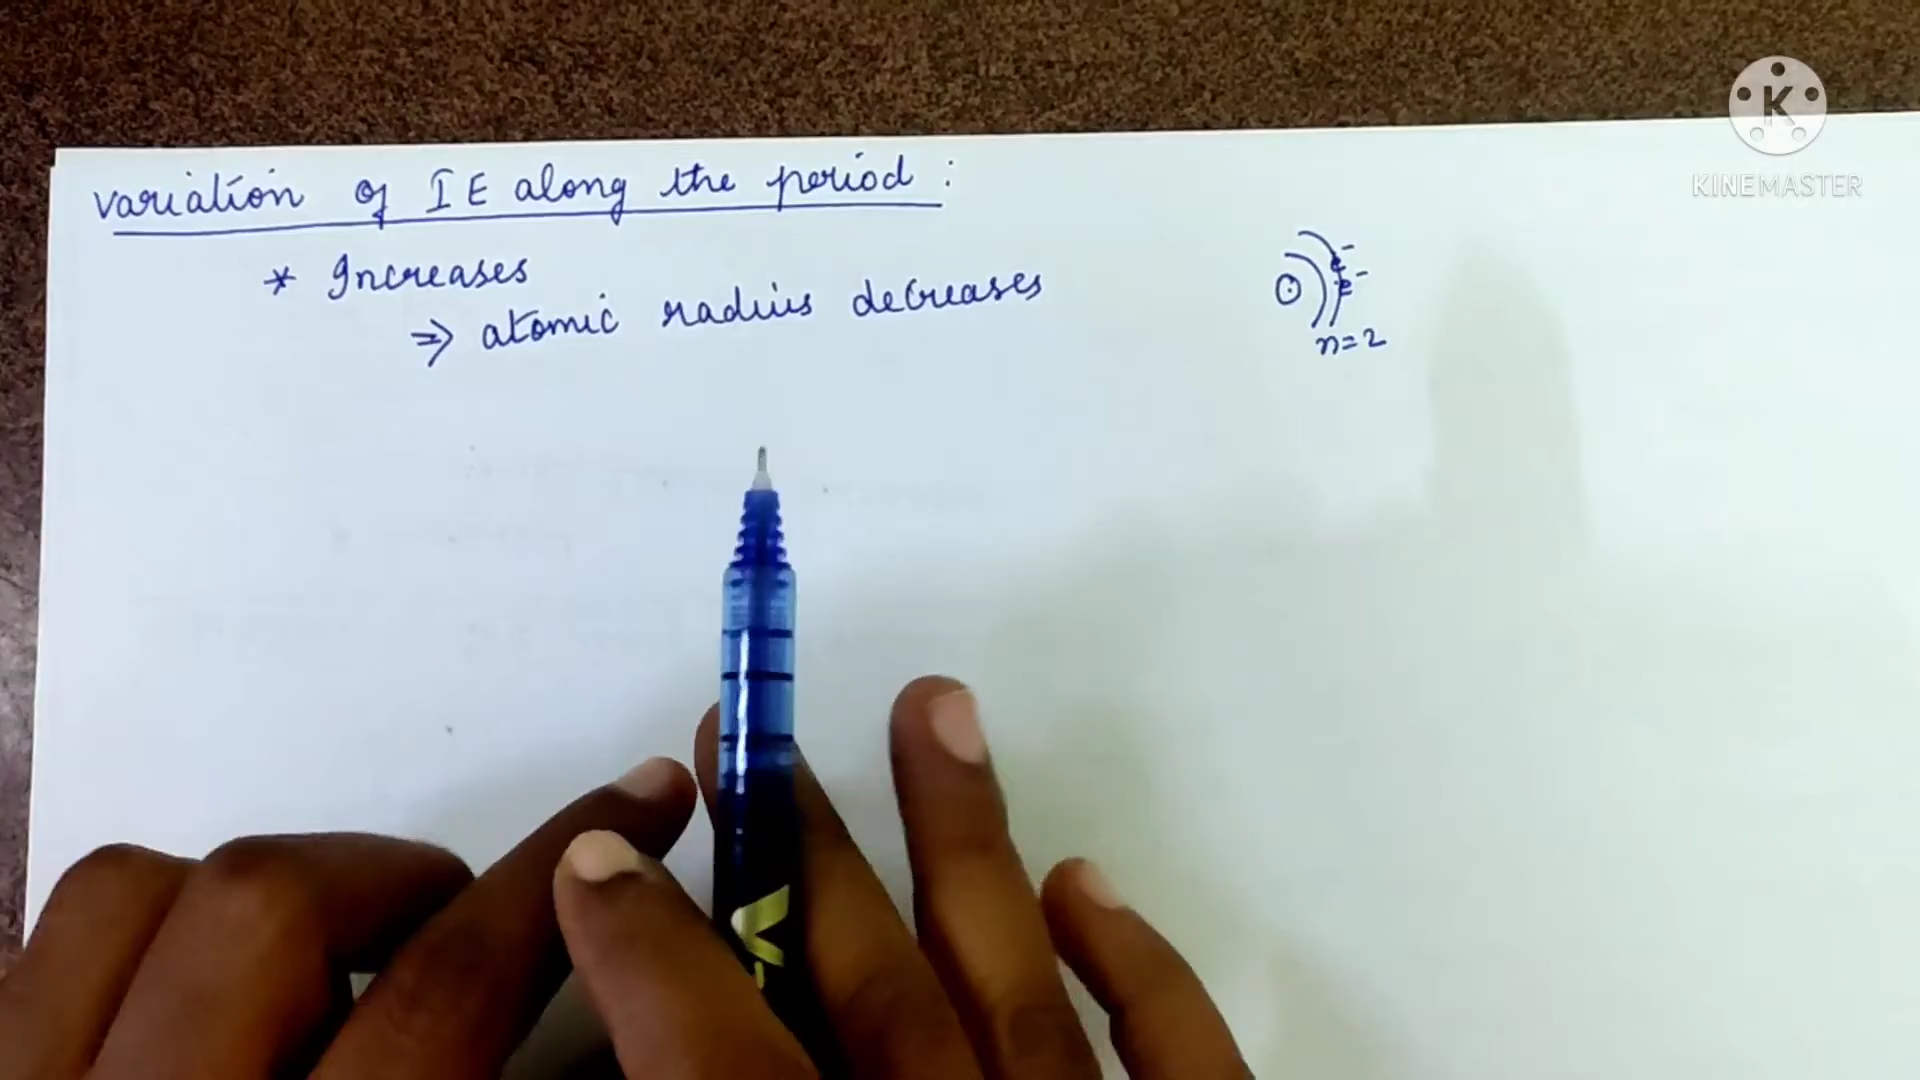 variation of IE along the period :
* Increases
⇒ atomic radius decreases
e-
e-
n=2
K
KINEMASTER
V-